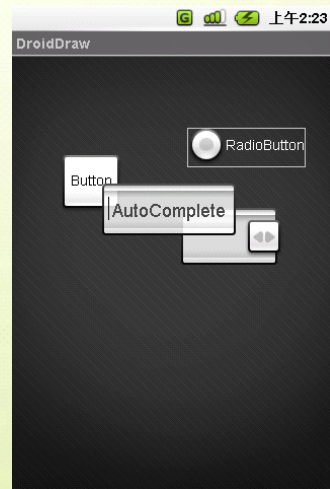 G 上午2:23
DroidDraw
RadioButton
Button
AutoComplete